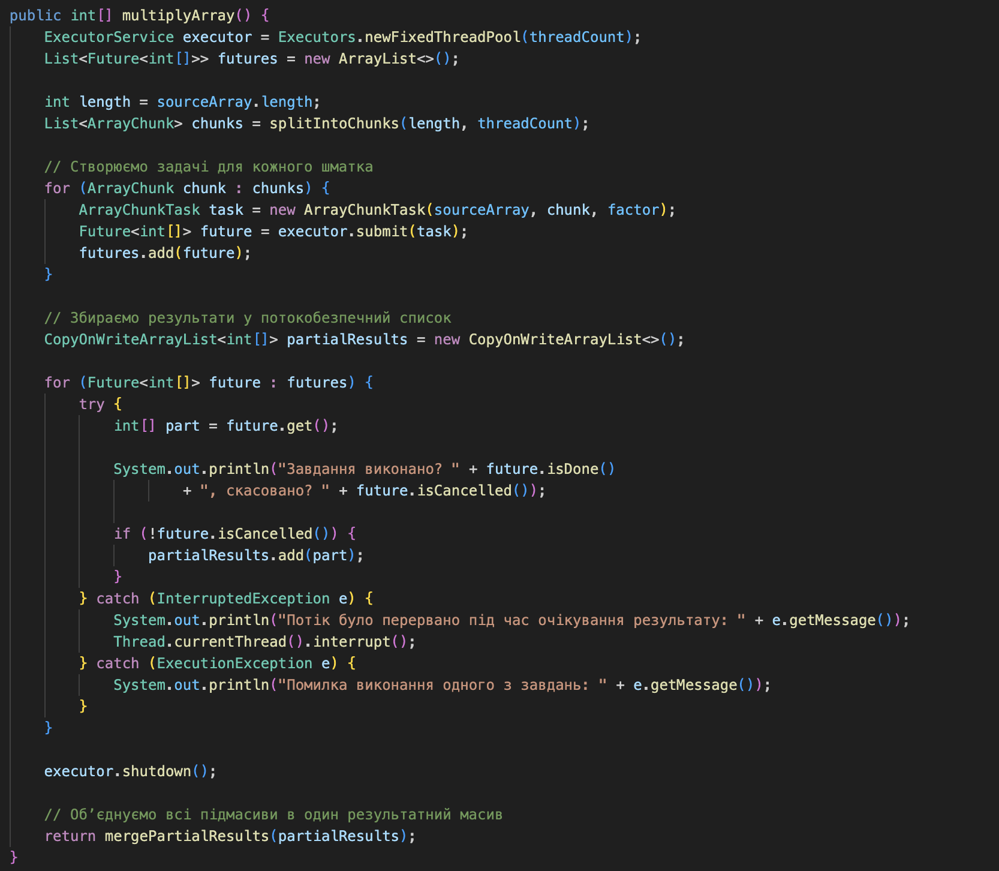 public int[] multiplyArray() {
    ExecutorService executor = Executors.newFixedThreadPool(threadCount);
    List<Future<int[]>> futures = new ArrayList<>();

    int length = sourceArray.length;
    List<ArrayChunk> chunks = splitIntoChunks(length, threadCount);

    // Створюємо задачі для кожного шматка
    for (ArrayChunk chunk : chunks) {
        ArrayChunkTask task = new ArrayChunkTask(sourceArray, chunk, factor);
        Future<int[]> future = executor.submit(task);
        futures.add(future);
    }

    // Збираємо результати у потокобезпечний список
    CopyOnWriteArrayList<int[]> partialResults = new CopyOnWriteArrayList<>();

    for (Future<int[]> future : futures) {
        try {
            int[] part = future.get();

            System.out.println("Завдання виконано? " + future.isDone()
                    + ", скасовано? " + future.isCancelled());

            if (!future.isCancelled()) {
                partialResults.add(part);
            }
        } catch (InterruptedException e) {
            System.out.println("Потік було перервано під час очікування результату: " + e.getMessage());
            Thread.currentThread().interrupt();
        } catch (ExecutionException e) {
            System.out.println("Помилка виконання одного з завдань: " + e.getMessage());
        }
    }

    executor.shutdown();

    // Об’єднуємо всі підмасиви в один результатний масив
    return mergePartialResults(partialResults);
}